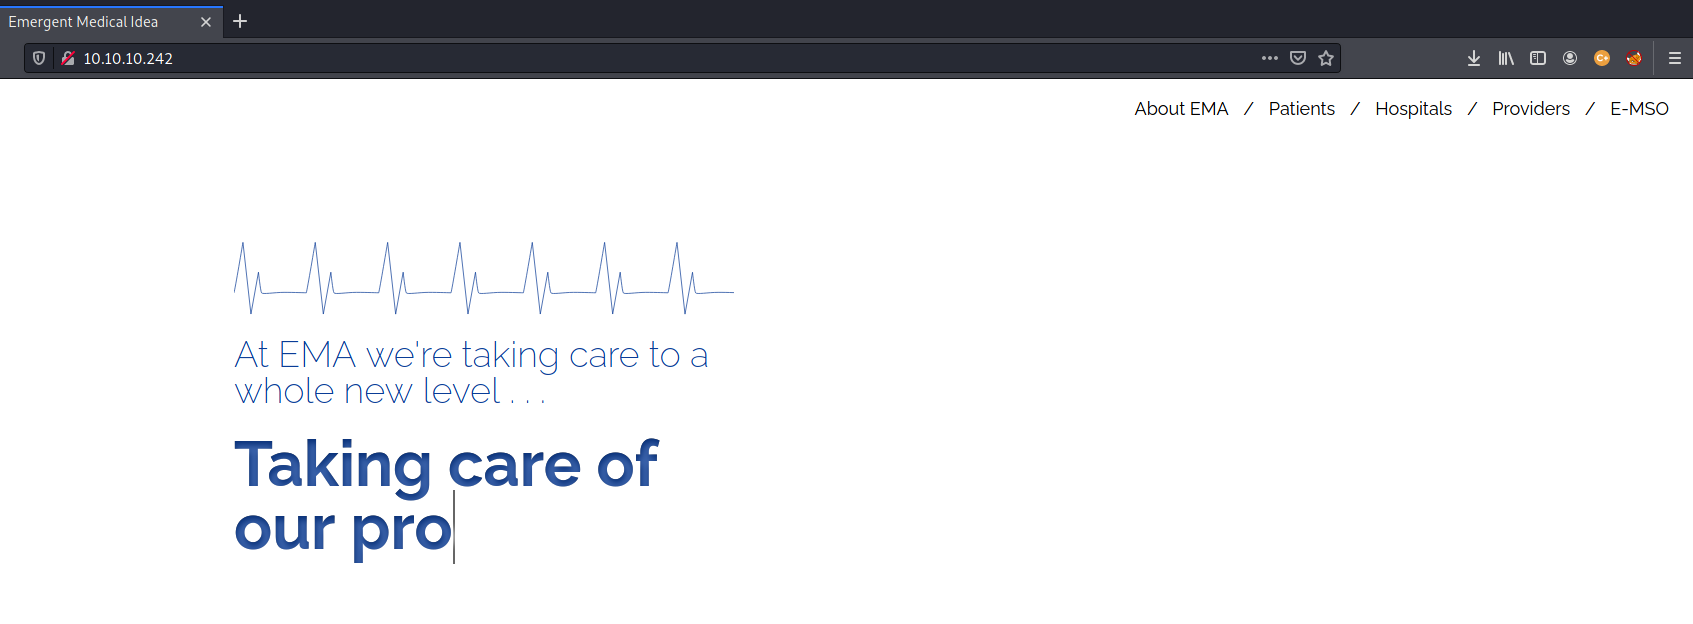 Emergent Medical Idea
10.10.10.242
About EMA / Patients / Hospitals / Providers / E-MSO
At EMA we're taking care to a
whole new level . . .
Taking care of
our pro